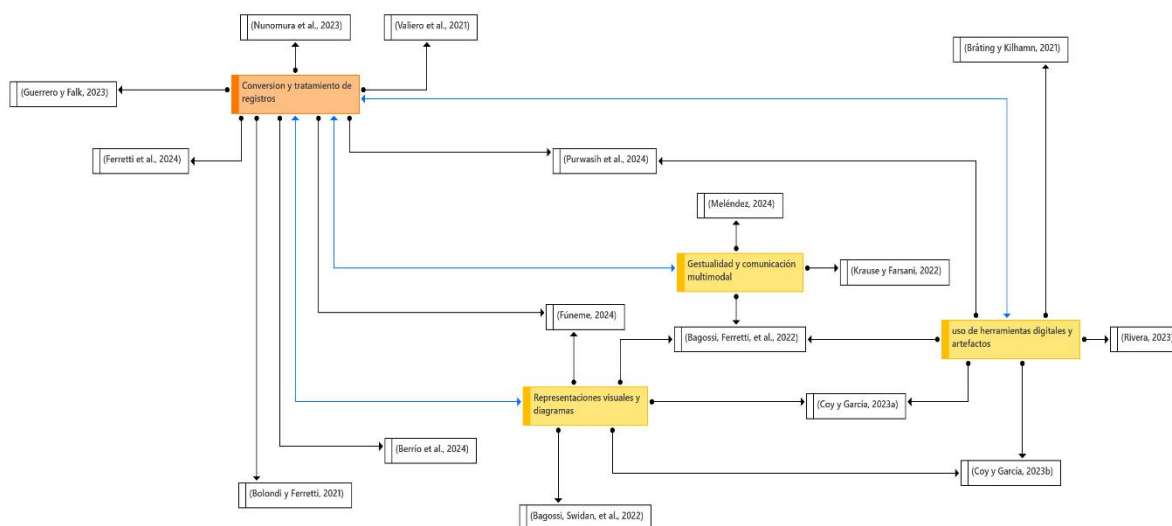 (Nunomura et al., 2023)
(Valiero et al., 2021)
(Bråting y Kilhamn, 2021)
Conversion y tratamiento de
registros
(Guerrero y Falk, 2023)
(Ferretti et al., 2024)
(Purwasih et al., 2024)
(Meléndez, 2024)
Gestualidad y comunicación
multimodal
(Krause y Farsani, 2022)
(Fúneme, 2024)
(Bagossi, Ferretti, et al., 2022)
uso de herramientas digitales y
artefactos
(Rivera, 2023)
Representaciones visuales y
diagramas
(Coy y García, 2023a)
(Berrío et al., 2024)
(Coy y García, 2023b)
(Bolondi y Ferretti, 2021)
(Bagossi, Swidan, et al., 2022)